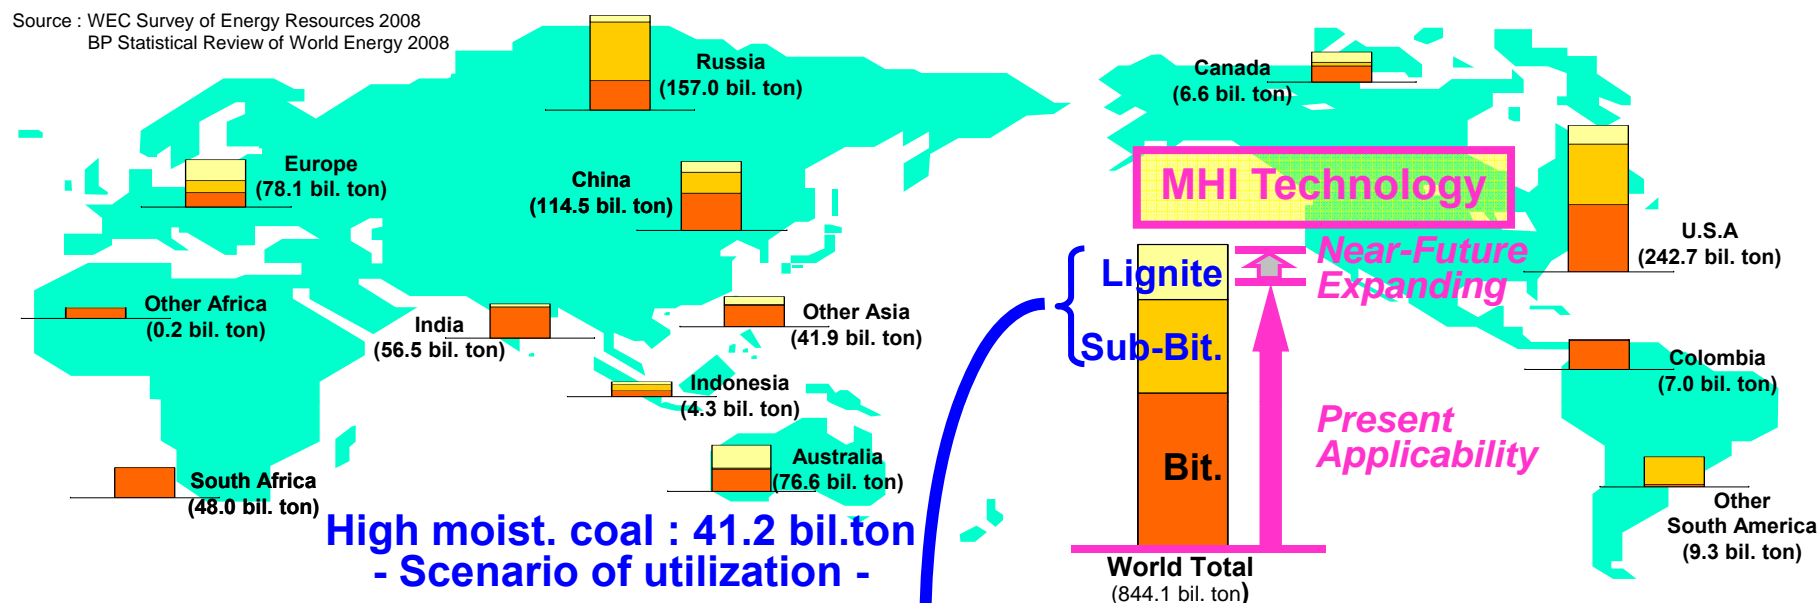 Source : WEC Survey of Energy Resources 2008
BP Statistical Review of World Energy 2008
Russia
(157.0 bil. ton)
Canada
(6.6 bil. ton)
Europe
(78.1 bil. ton)
China
(114.5 bil. ton)
MHI Technology
U.S.A
(242.7 bil. ton)
Near-Future
Expanding
Lignite
Sub-Bit.
Bit.
Present
Applicability
Other Africa
(0.2 bil. ton)
India
(56.5 bil. ton)
Other Asia
(41.9 bil. ton)
Indonesia
(4.3 bil. ton)
Colombia
(7.0 bil. ton)
South Africa
(48.0 bil. ton)
Australia
(76.6 bil. ton)
Other
South America
(9.3 bil. ton)
High moist. coal : 41.2 bil.ton
- Scenario of utilization -
World Total
(844.1 bil. ton)